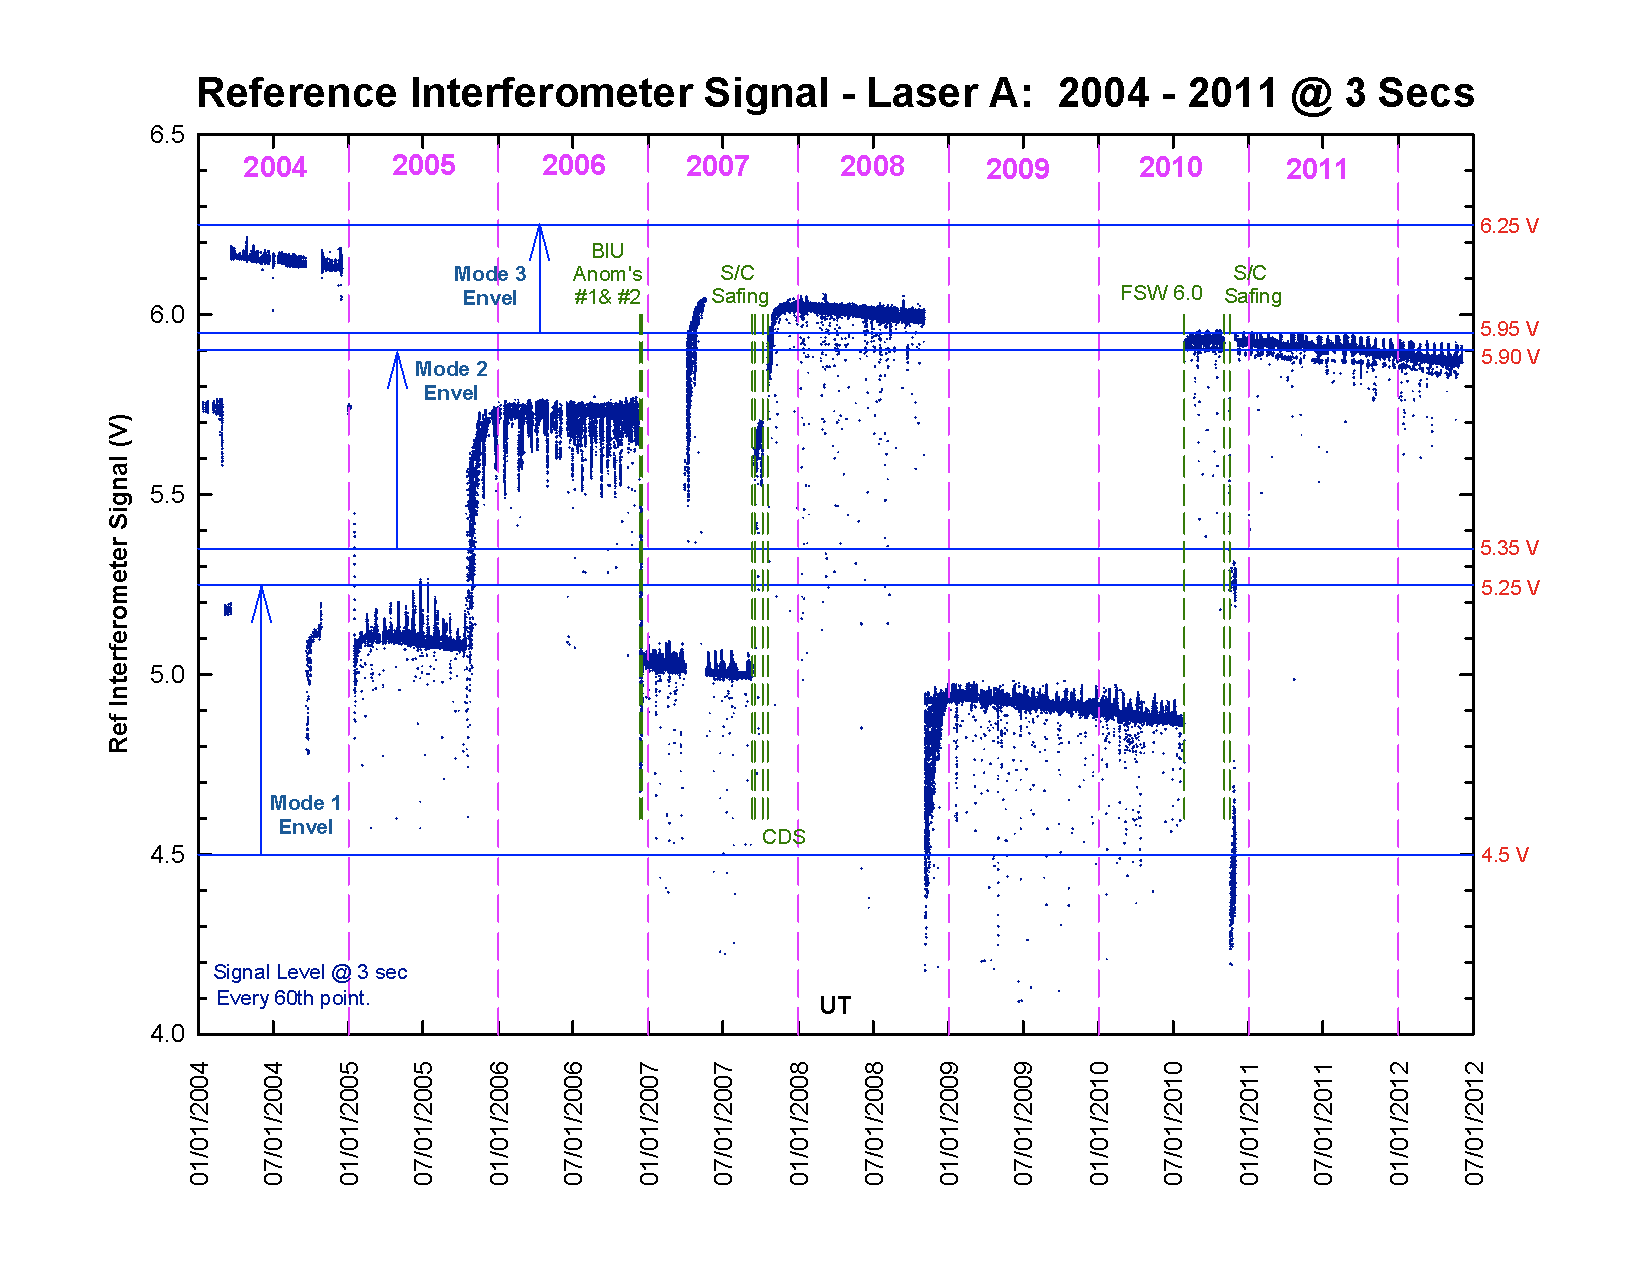 Reference Interferometer Signal - Laser A:  2004 - 2011 @ 3 Secs
6.5
2004
2005
2006
2007
2008
2009
2010
2011
6.25 V
BIU
Anom's
#1& #2
Mode 3
Envel
S/C
Safing
FSW 6.0
S/C
Safing
6.0
5.95 V
5.90 V
Mode 2
Envel
Ref Interferometer Signal (V)
5.5
5.35 V
5.25 V
5.0
Mode 1
Envel
CDS
4.5
4.5 V
Signal Level @ 3 sec
Every 60th point.
UT
4.0
01/01/2004
07/01/2004
01/01/2005
07/01/2005
01/01/2006
07/01/2006
01/01/2007
07/01/2007
01/01/2008
07/01/2008
01/01/2009
07/01/2009
01/01/2010
07/01/2010
01/01/2011
07/01/2011
01/01/2012
07/01/2012